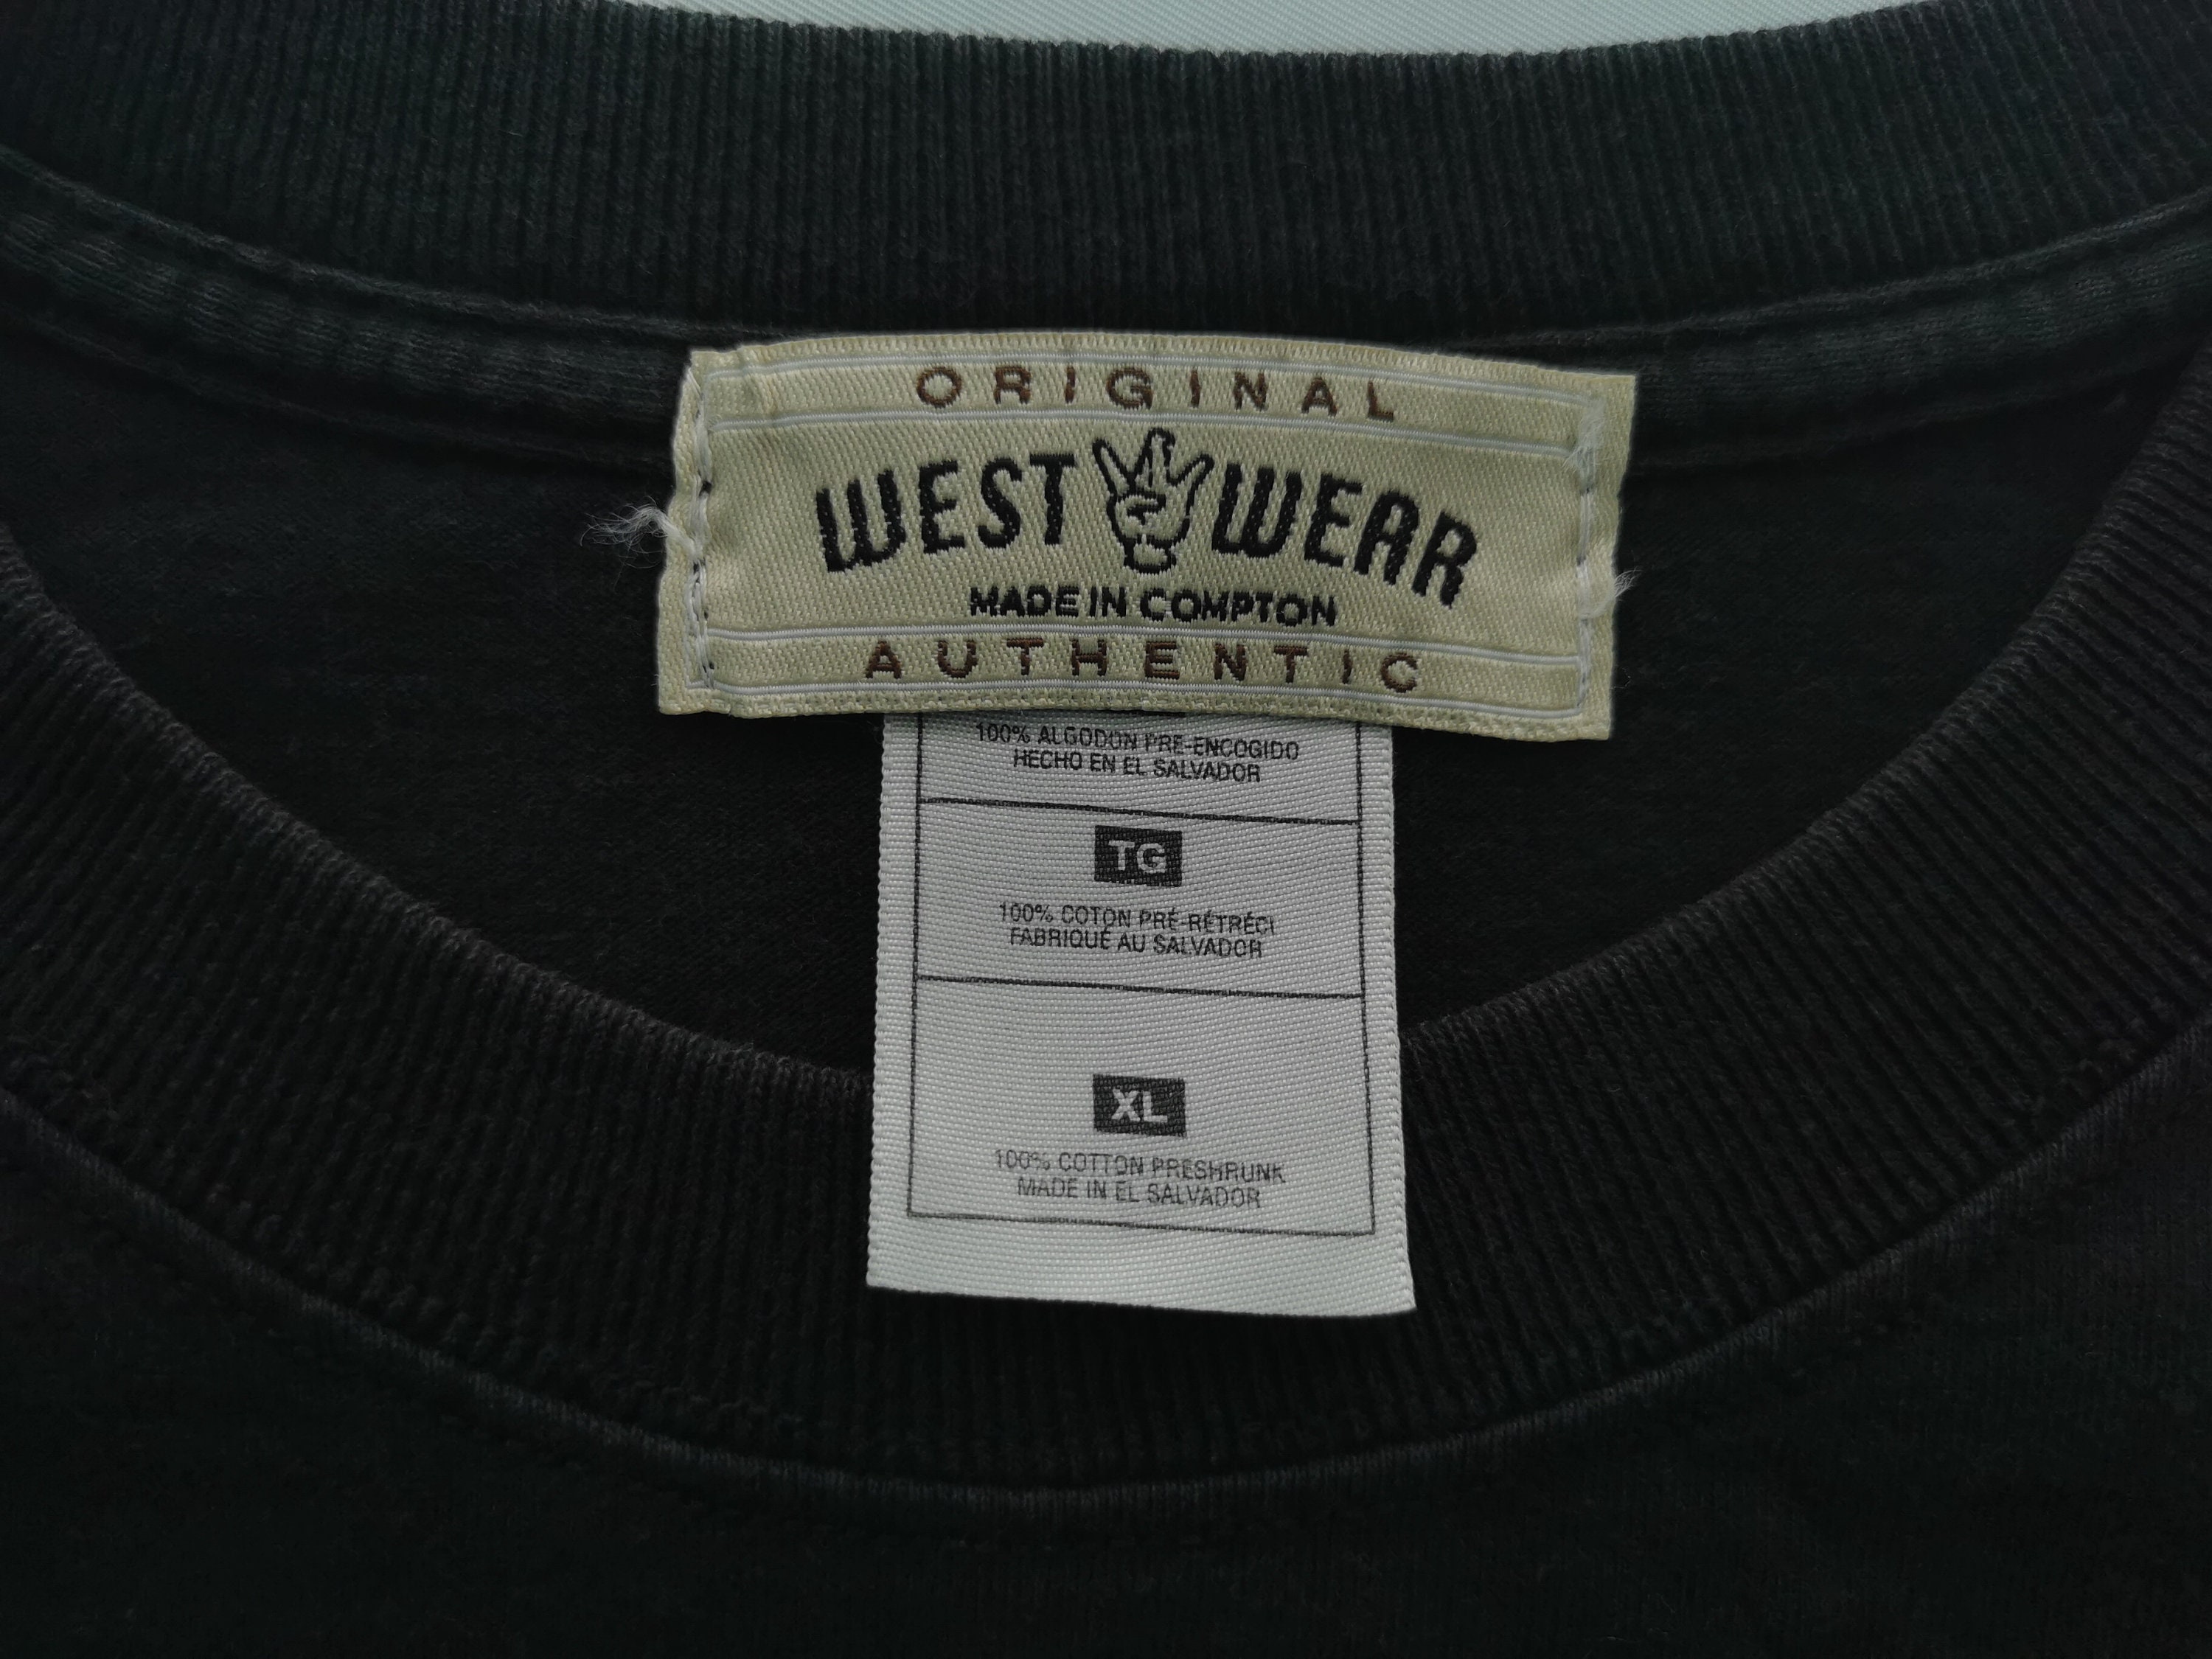 ORIGINAL
WEST WEAR
MADE IN COMPTON
AUTHENTIC
100% ALGODON PRE-ENCOGIDO
HECHO EN EL SALVADOR
TG
100% COTON PRÉ-RÉTRÉCI
FABRIQUÉ AU SALVADOR
XL
100% COTTON PRESHRUNK
MADE IN EL SALVADOR